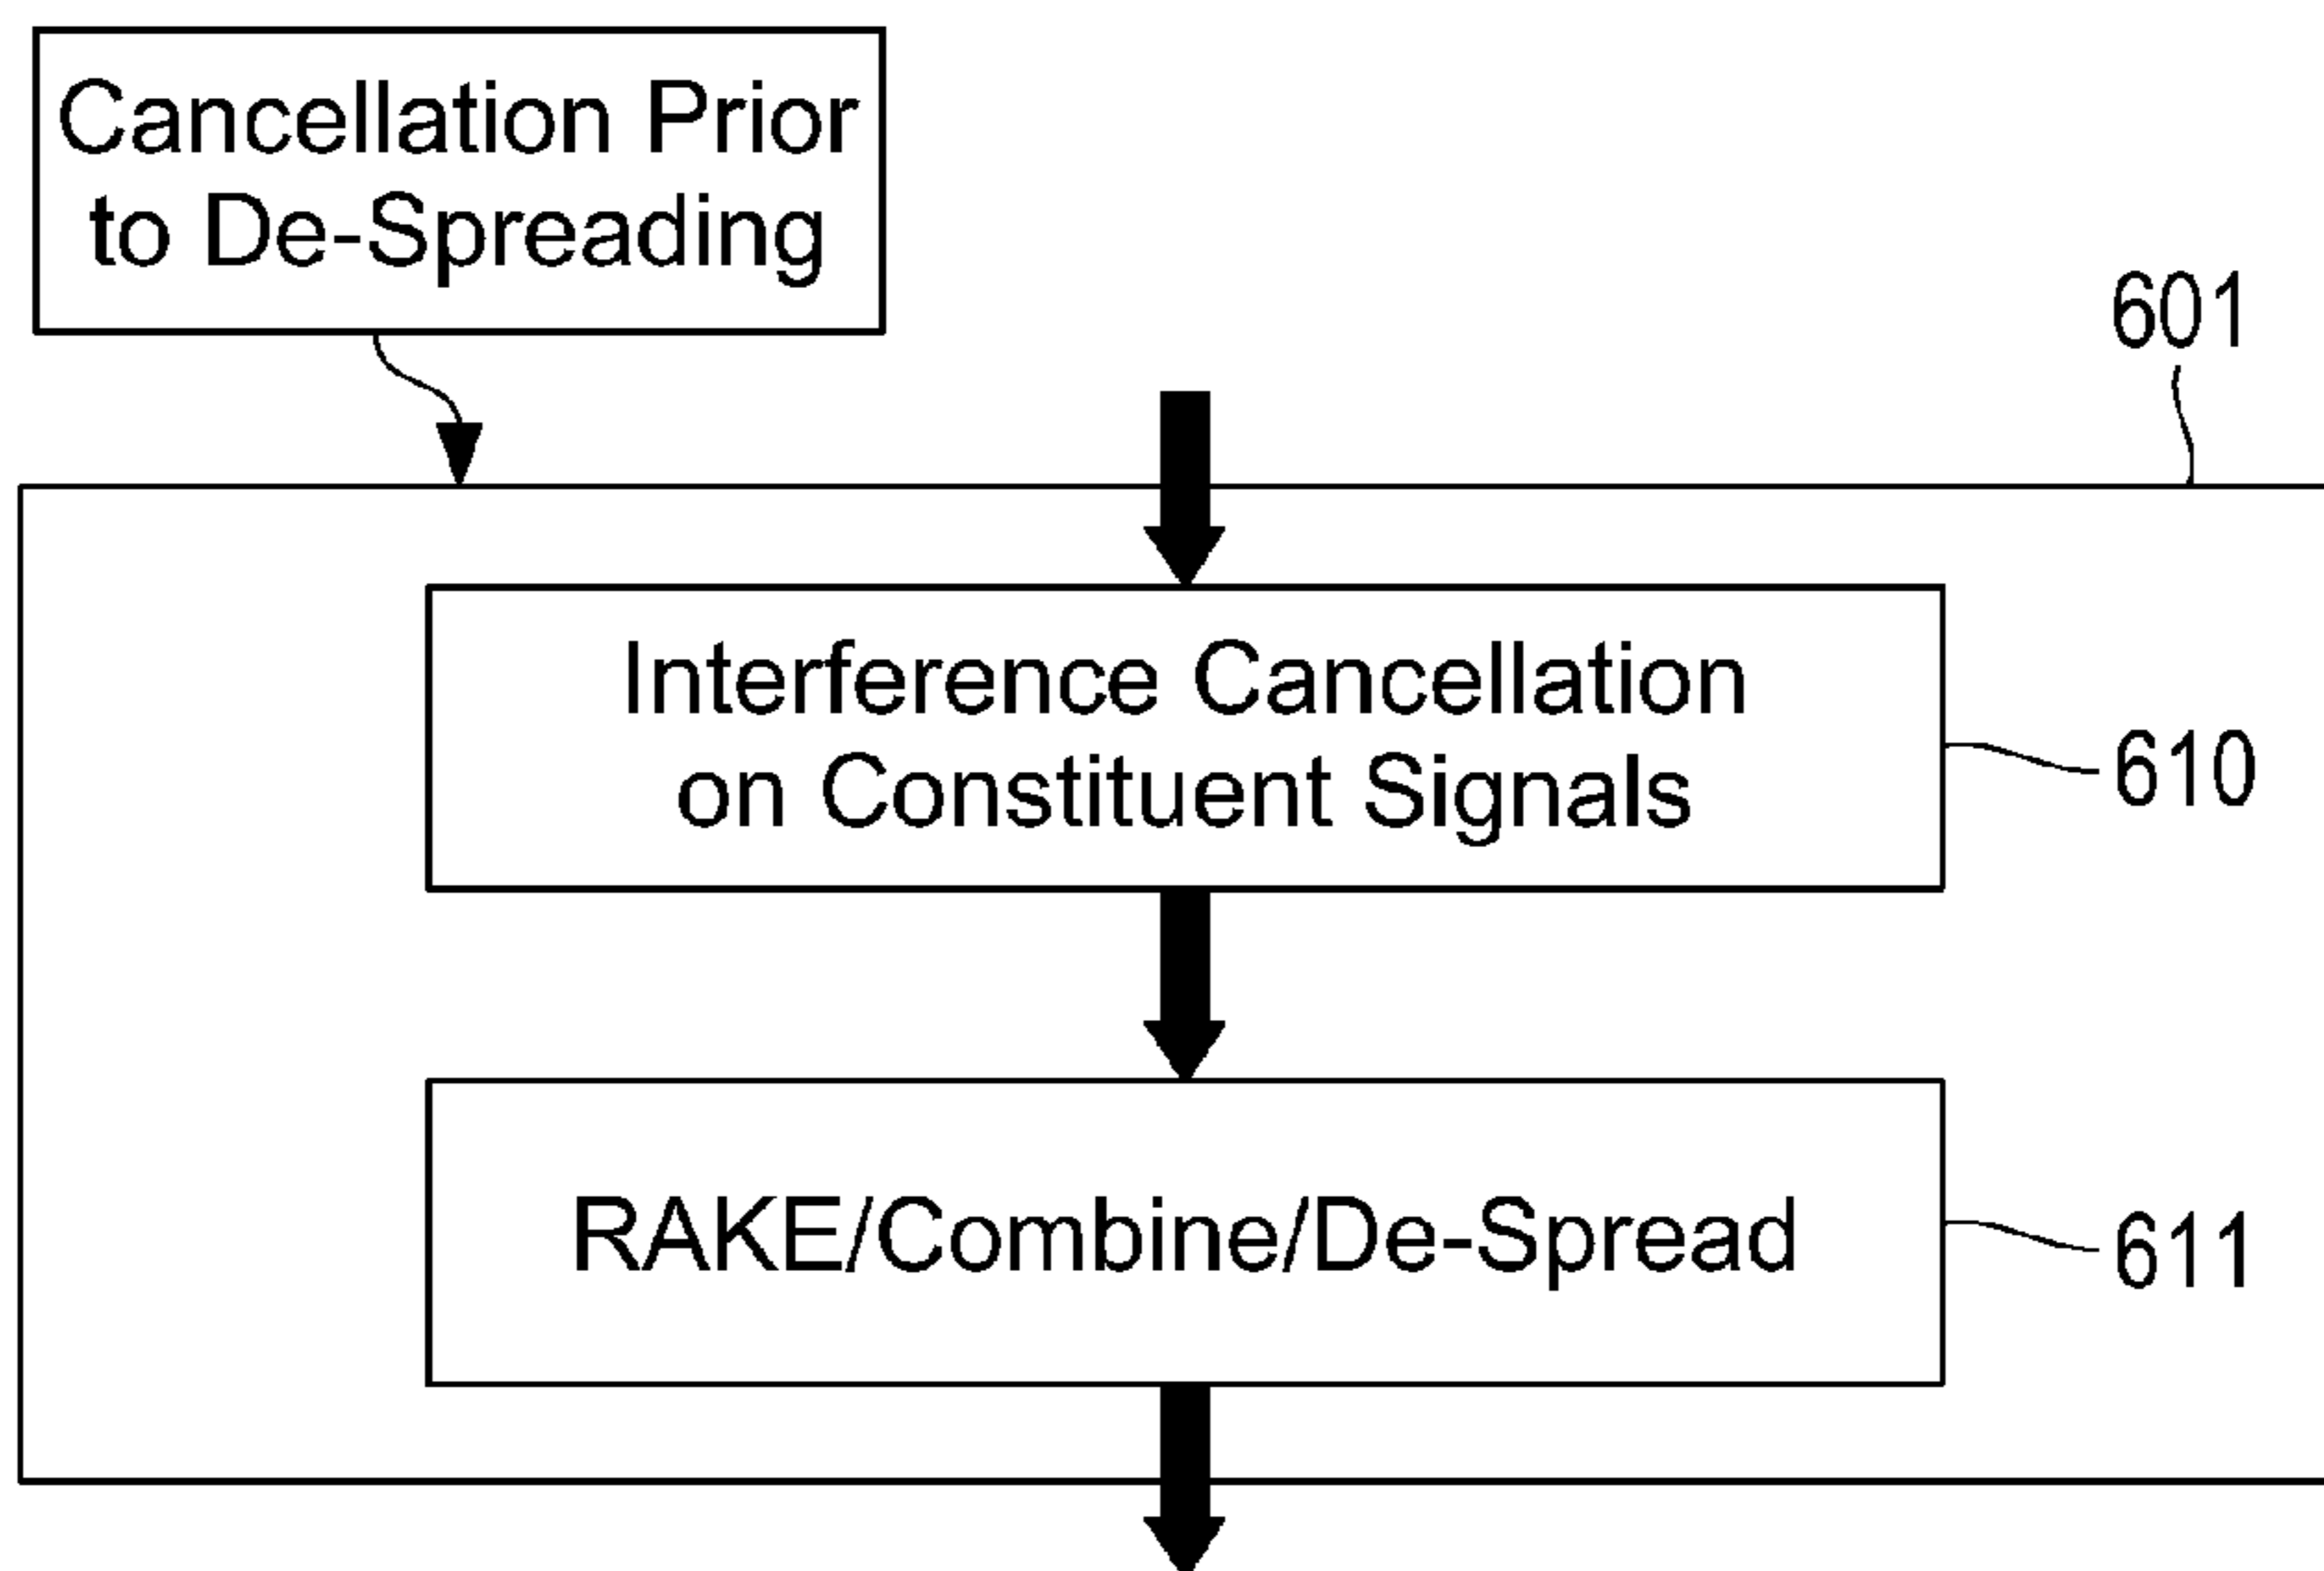 Cancellation Prior
to De-Spreading
601
Interference Cancellation
on Constituent Signals
610
RAKE/Combine/De-Spread
611